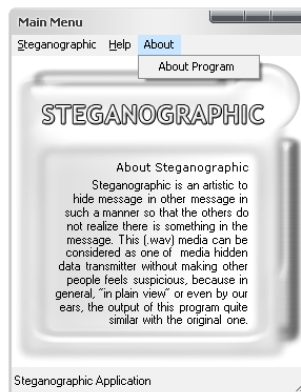 Main Menu
Steganographic Help About
About Program
STEGANOGRAPHIC
About Steganographic
Steganographic is an artistic to
hide message in other message in
such a manner so that the others do
not realize there is something in the
message. This (.wav) media can be
considered as one of media hidden
data transmitter without making other
people feels suspicious, because in
general, "in plain view" or even by our
ears, the output of this program quite
similar with the original one.
Steganographic Application